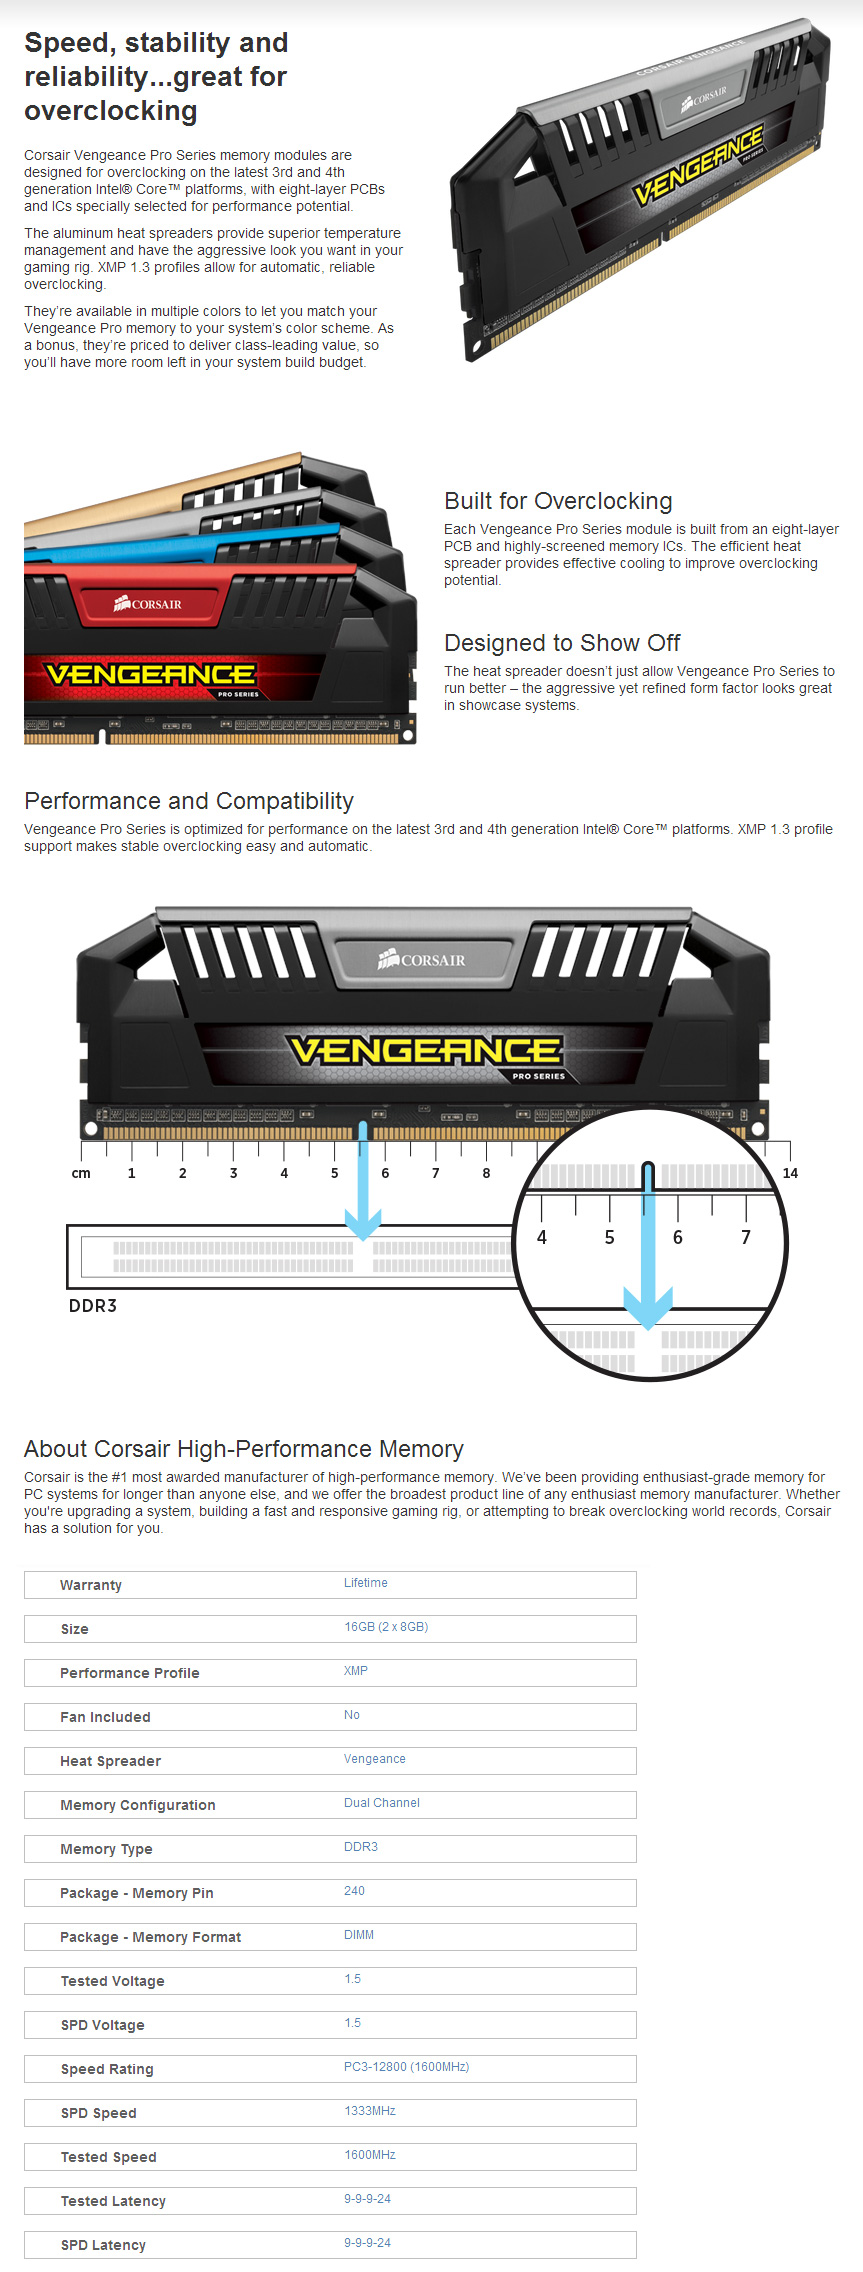 Speed, stability and
reliability...great for
overclocking
Corsair Vengeance Pro Series memory modules are
designed for overclocking on the latest 3rd and 4th
generation Intel® Core™ platforms, with eight-layer PCBs
and ICs specially selected for performance potential.
The aluminum heat spreaders provide superior temperature
management and have the aggressive look you want in your
gaming rig. XMP 1.3 profiles allow for automatic, reliable
overclocking.
They're available in multiple colors to let you match your
Vengeance Pro memory to your system's color scheme. As
a bonus, they're priced to deliver class-leading value, so
you'll have more room left in your system build budget.
CORSAIR VENGEANCE
CORSAIR
VENGEANCE
PRO SERIES
CORSAIR
VENGEANCE
PRO SERIES
Built for Overclocking
Each Vengeance Pro Series module is built from an eight-layer
PCB and highly-screened memory ICs. The efficient heat
spreader provides effective cooling to improve overclocking
potential.
Designed to Show Off
The heat spreader doesn't just allow Vengeance Pro Series to
run better – the aggressive yet refined form factor looks great
in showcase systems.
Performance and Compatibility
Vengeance Pro Series is optimized for performance on the latest 3rd and 4th generation Intel® Core™ platforms. XMP 1.3 profile
support makes stable overclocking easy and automatic.
CORSAIR
VENGEANCE
PRO SERIES
cm 1 2 3 4 5 6 7 8 14
4 5 6 7
DDR3
About Corsair High-Performance Memory
Corsair is the #1 most awarded manufacturer of high-performance memory. We've been providing enthusiast-grade memory for
PC systems for longer than anyone else, and we offer the broadest product line of any enthusiast memory manufacturer. Whether
you're upgrading a system, building a fast and responsive gaming rig, or attempting to break overclocking world records, Corsair
has a solution for you.
Warranty Lifetime
Size 16GB (2 x 8GB)
Performance Profile XMP
Fan Included No
Heat Spreader Vengeance
Memory Configuration Dual Channel
Memory Type DDR3
Package - Memory Pin 240
Package - Memory Format DIMM
Tested Voltage 1.5
SPD Voltage 1.5
Speed Rating PC3-12800 (1600MHz)
SPD Speed 1333MHz
Tested Speed 1600MHz
Tested Latency 9-9-9-24
SPD Latency 9-9-9-24